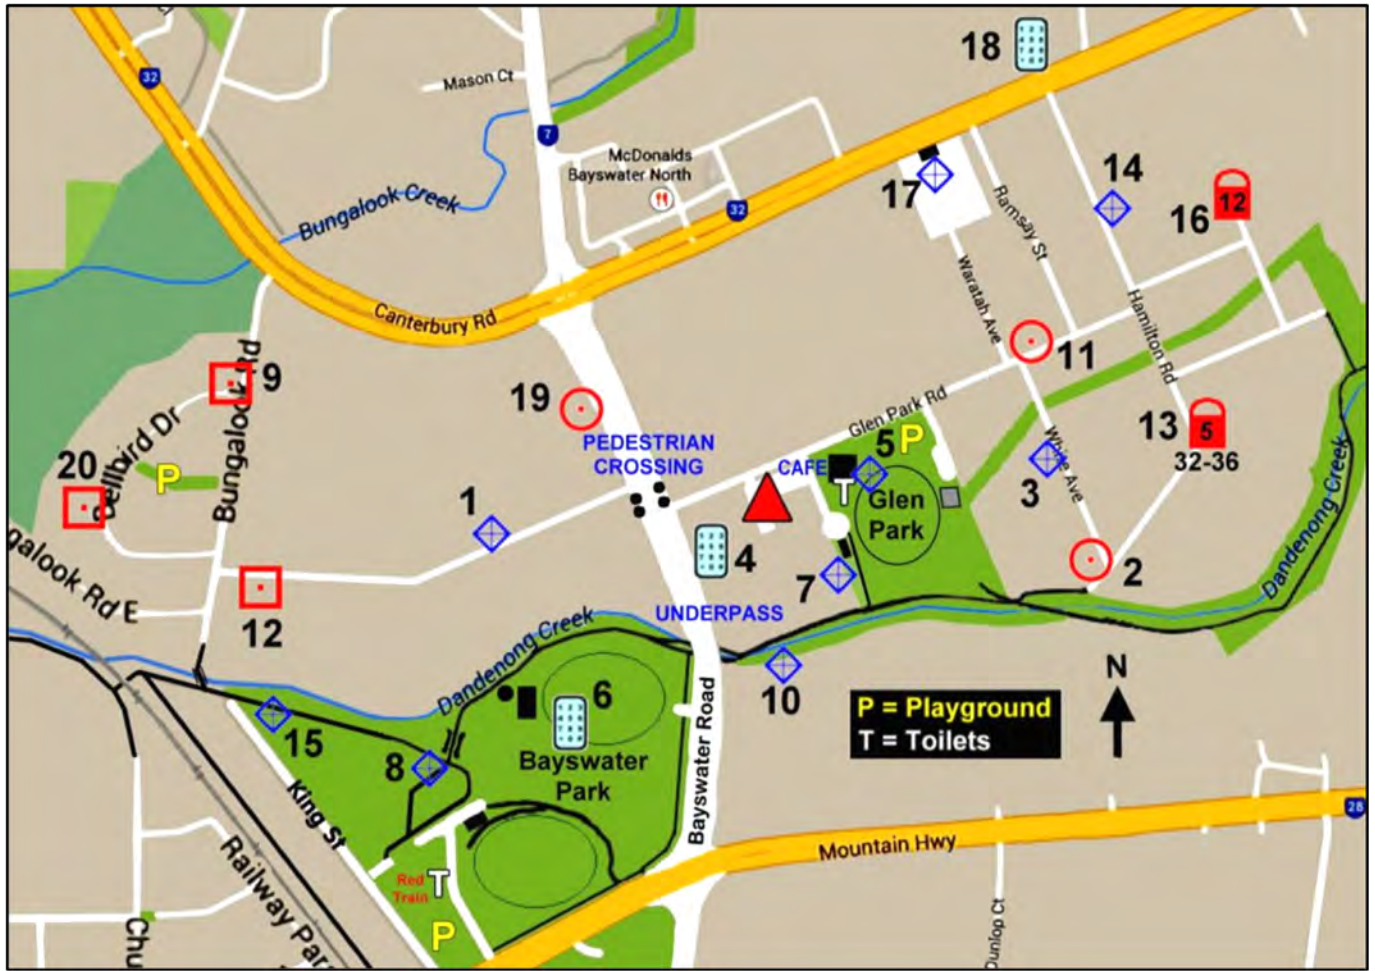 18
32
Mason Ct
7
McDonalds
Bayswater North
17
14
16
12
Bungalook Creek
32
Ramsay St
Waratah Ave
Canterbury Rd
Hamilton Rd
11
9
Bungalook Rd
19
Bellbird Dr
Glen Park Rd
PEDESTRIAN
CROSSING
5
P
13
5
32-36
20
P
CAFE
T
White Ave
3
1
Glen
Park
Dandenong Creek
4
7
2
galook Rd E
12
UNDERPASS
Dandenong Creek
10
N
6
15
8
Bayswater
Park
Bayswater Road
P = Playground
T = Toilets
King St
28
Mountain Hwy
Railway Par
Red
Train
T
P
Chu
Dunlop Ct